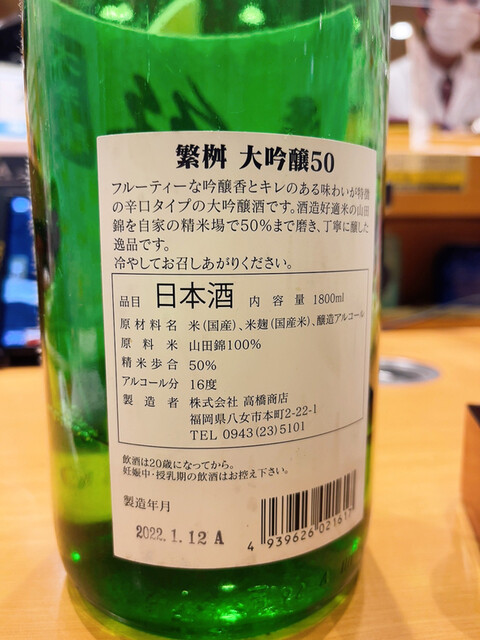 繁桝 大吟醸50
フルーティーな吟醸香とキレのある味わいが特徴
の辛口タイプの大吟醸酒です。酒造好適米の山田
錦を自家の精米場で50%まで磨き、丁寧に醸した
逸品です。
冷やしてお召しあがりください。
品目 日本酒 内容量 1800ml
原材料名 米(国産)、米麹(国産米)、醸造アルコール
原料米 山田錦100%
精米歩合 50%
アルコール分 16度
製造者 株式会社 高橋商店
福岡県八女市本町2-22-1
TEL 0943(23)5101
飲酒は20歳になってから。
妊娠中・授乳期の飲酒はお控え下さい。
製造年月
2022.1.12 A